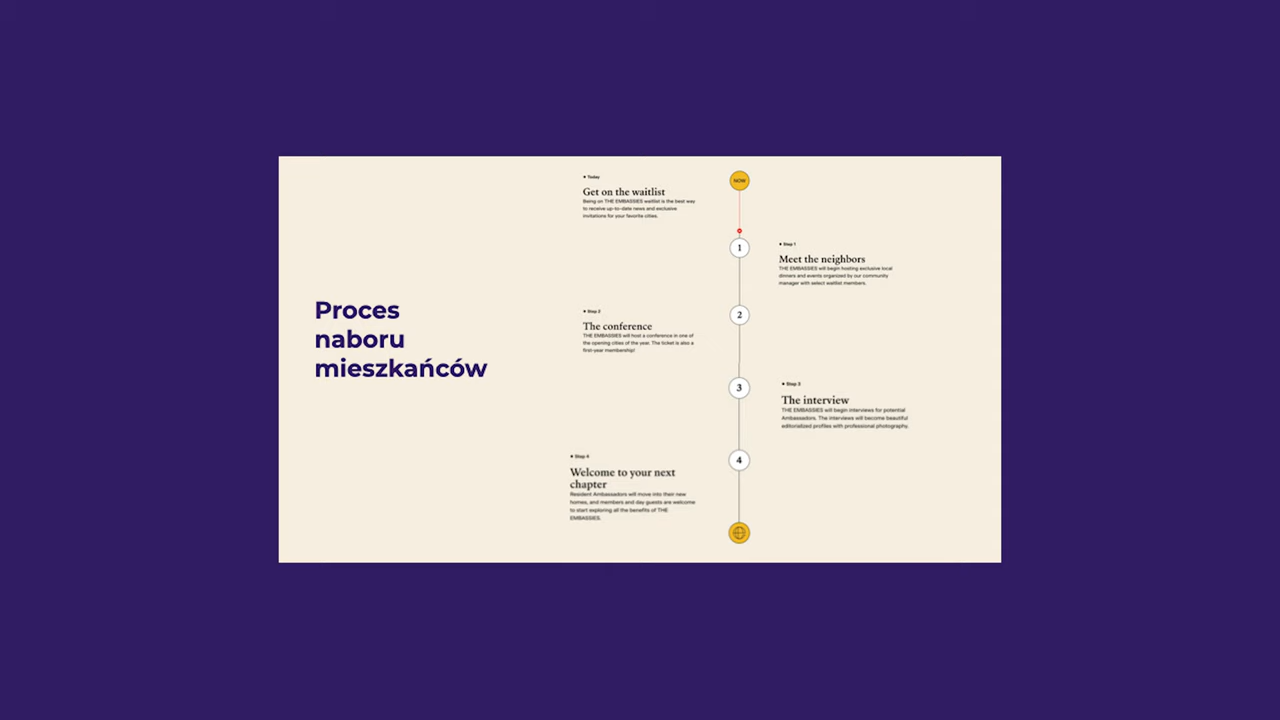 Proces
naboru
mieszkańców
• Today
Get on the waitlist
Being on THE EMBASSIES waitlist is the best way
to receive up-to-date news and exclusive
invitations for your favorite cities.
NOW
1
• Step 1
Meet the neighbors
THE EMBASSIES will begin hosting exclusive local
dinners and events organized by our community
manager with select waitlist members.
• Step 2
The conference
THE EMBASSIES will host a conference in one of
the opening cities of the year. The ticket is also a
first-year membership!
2
3
• Step 3
The interview
THE EMBASSIES will begin interviews for potential
Ambassadors. The interviews will become beautiful
editorialized profiles with professional photography.
• Step 4
Welcome to your next
chapter
Resident Ambassadors will move into their new
homes, and members and day guests are welcome
to start exploring all the benefits of THE
EMBASSIES.
4